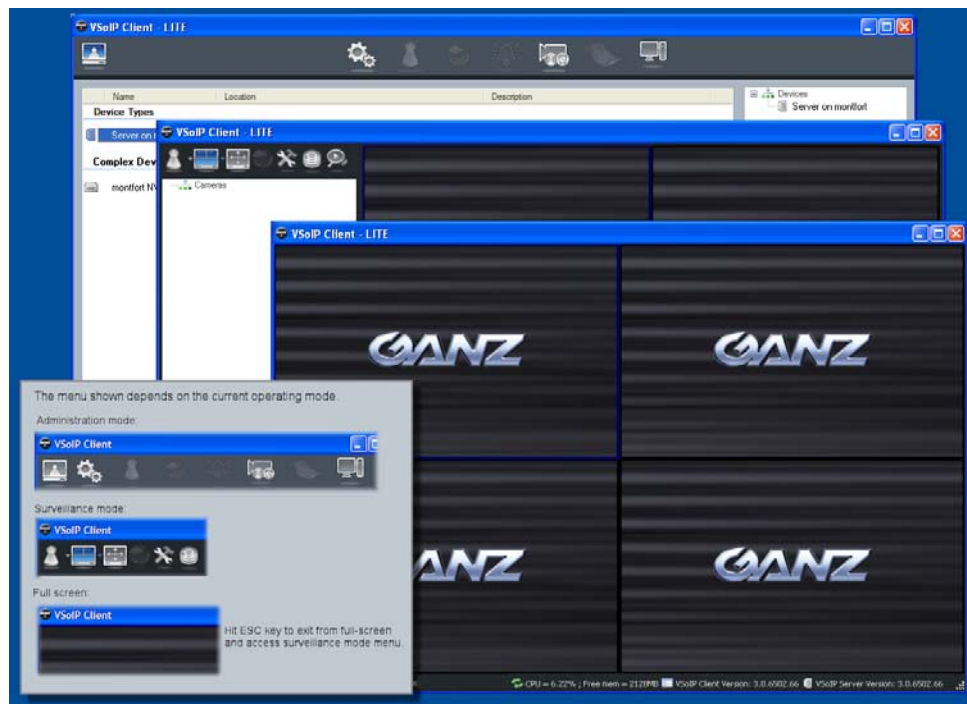 VSoIP Client - LITE
Name Location Description
Devices
Server on montfort
Device Types
Server on
VSoIP Client - LITE
Complex Dev
Cameras
montfort NV
VSoIP Client - LITE
GANZ GANZ
The menu shown depends on the current operating mode.
Administration mode:
VSoIP Client
Surveillance mode:
VSoIP Client
ANZ GANZ
Full screen:
VSoIP Client
Hit ESC key to exit from full-screen
and access surveillance mode menu.
CPU = 6.22% ; Free mem = 2128MB VSoIP Client Version: 3.0.6502.66 VSoIP Server Version: 3.0.6502.66